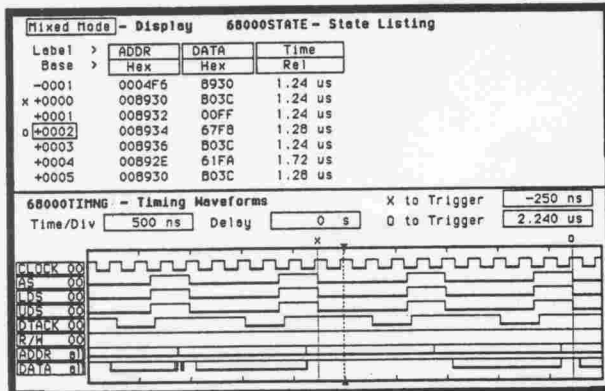 Mixed Mode - Display 68000STATE - State Listing
Label > ADDR DATA Time
Base > Hex Hex Rel
-0001 0004F6 8930 1.24 us
X +0000 008930 B03C 1.24 us
+0001 008932 00FF 1.24 us
O +0002 008934 67F8 1.28 us
+0003 008936 B03C 1.24 us
+0004 00892E 61FA 1.72 us
+0005 008930 B03C 1.28 us
68000TIMNG - Timing Waveforms X to Trigger -250 ns
Time/Div 500 ns Delay 0 s O to Trigger 2.240 us
X O
CLOCK 00
AS 00
LDS 00
UDS 00
DTACK 00
R/W 00
ADDR all
DATA all